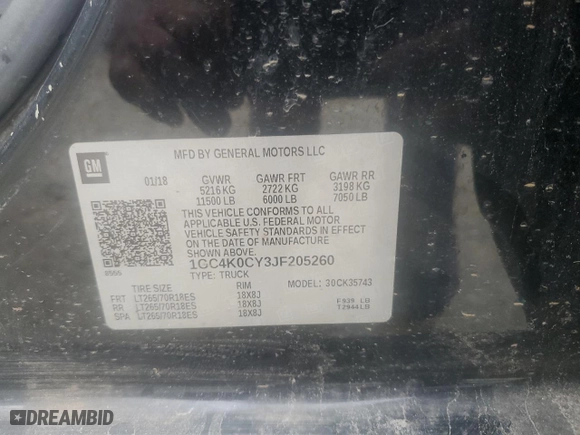 GM
MFD BY GENERAL MOTORS LLC
01/18 GVWR GAWR FRT GAWR RR
5216 KG 2722 KG 3198 KG
11500 LB 6000 LB 7050 LB
THIS VEHICLE CONFORMS TO ALL
APPLICABLE U.S. FEDERAL MOTOR
VEHICLE SAFETY STANDARDS IN EFFECT
ON THE DATE OF MANUFACTURE
SHOWN ABOVE.
1GC4K0CY3JF205260
TYPE: TRUCK
MODEL: 30CK35743
TIRE SIZE RIM
FRT LT265/70R18ES 18X8J
RR LT265/70R18ES 18X8J
SPA LT265/70R18ES 18X8J
F939 LB
T2944LB
DREAMBID